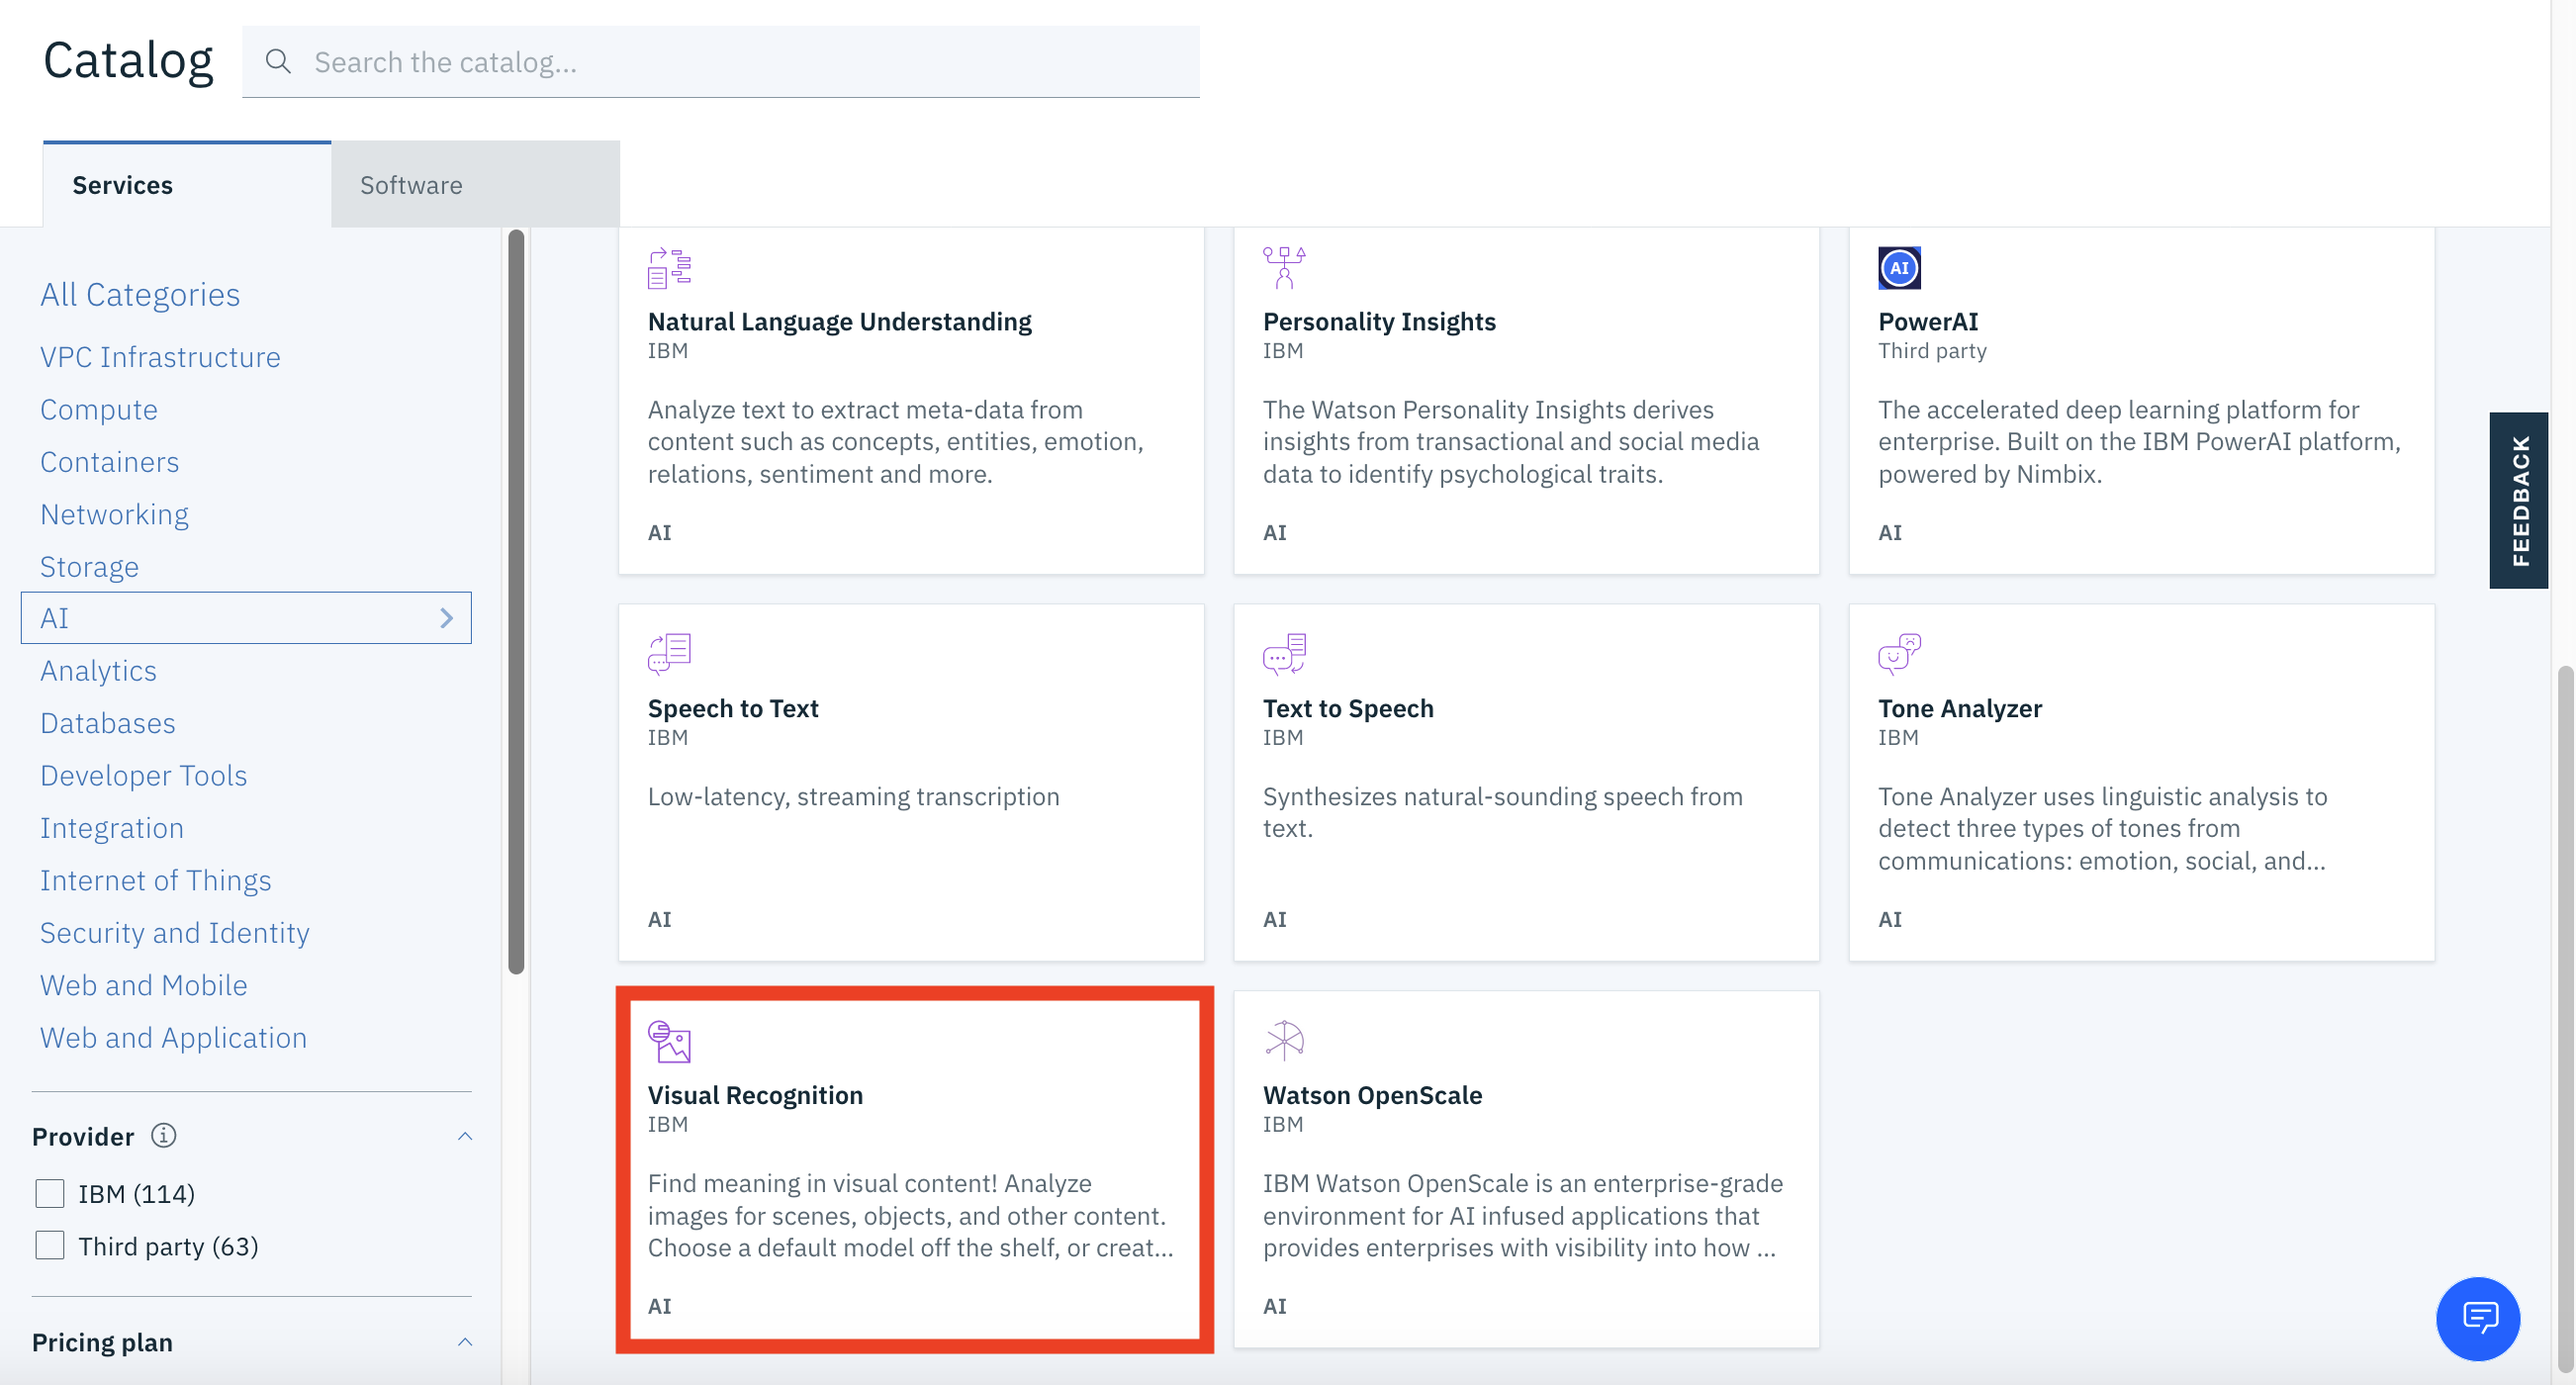 Catalog
Search the catalog...
Services
Software
All Categories
VPC Infrastructure
Compute
Containers
Networking
Storage
AI
Analytics
Databases
Developer Tools
Integration
Internet of Things
Security and Identity
Web and Mobile
Web and Application
Provider
IBM (114)
Third party (63)
Pricing plan
Natural Language Understanding
IBM
Analyze text to extract meta-data from
content such as concepts, entities, emotion,
relations, sentiment and more.
AI
Personality Insights
IBM
The Watson Personality Insights derives
insights from transactional and social media
data to identify psychological traits.
AI
AI
PowerAI
Third party
The accelerated deep learning platform for
enterprise. Built on the IBM PowerAI platform,
powered by Nimbix.
AI
Speech to Text
IBM
Low-latency, streaming transcription
AI
Text to Speech
IBM
Synthesizes natural-sounding speech from
text.
AI
Tone Analyzer
IBM
Tone Analyzer uses linguistic analysis to
detect three types of tones from
communications: emotion, social, and...
AI
Visual Recognition
IBM
Find meaning in visual content! Analyze
images for scenes, objects, and other content.
Choose a default model off the shelf, or creat...
AI
Watson OpenScale
IBM
IBM Watson OpenScale is an enterprise-grade
environment for AI infused applications that
provides enterprises with visibility into how ...
AI
FEEDBACK